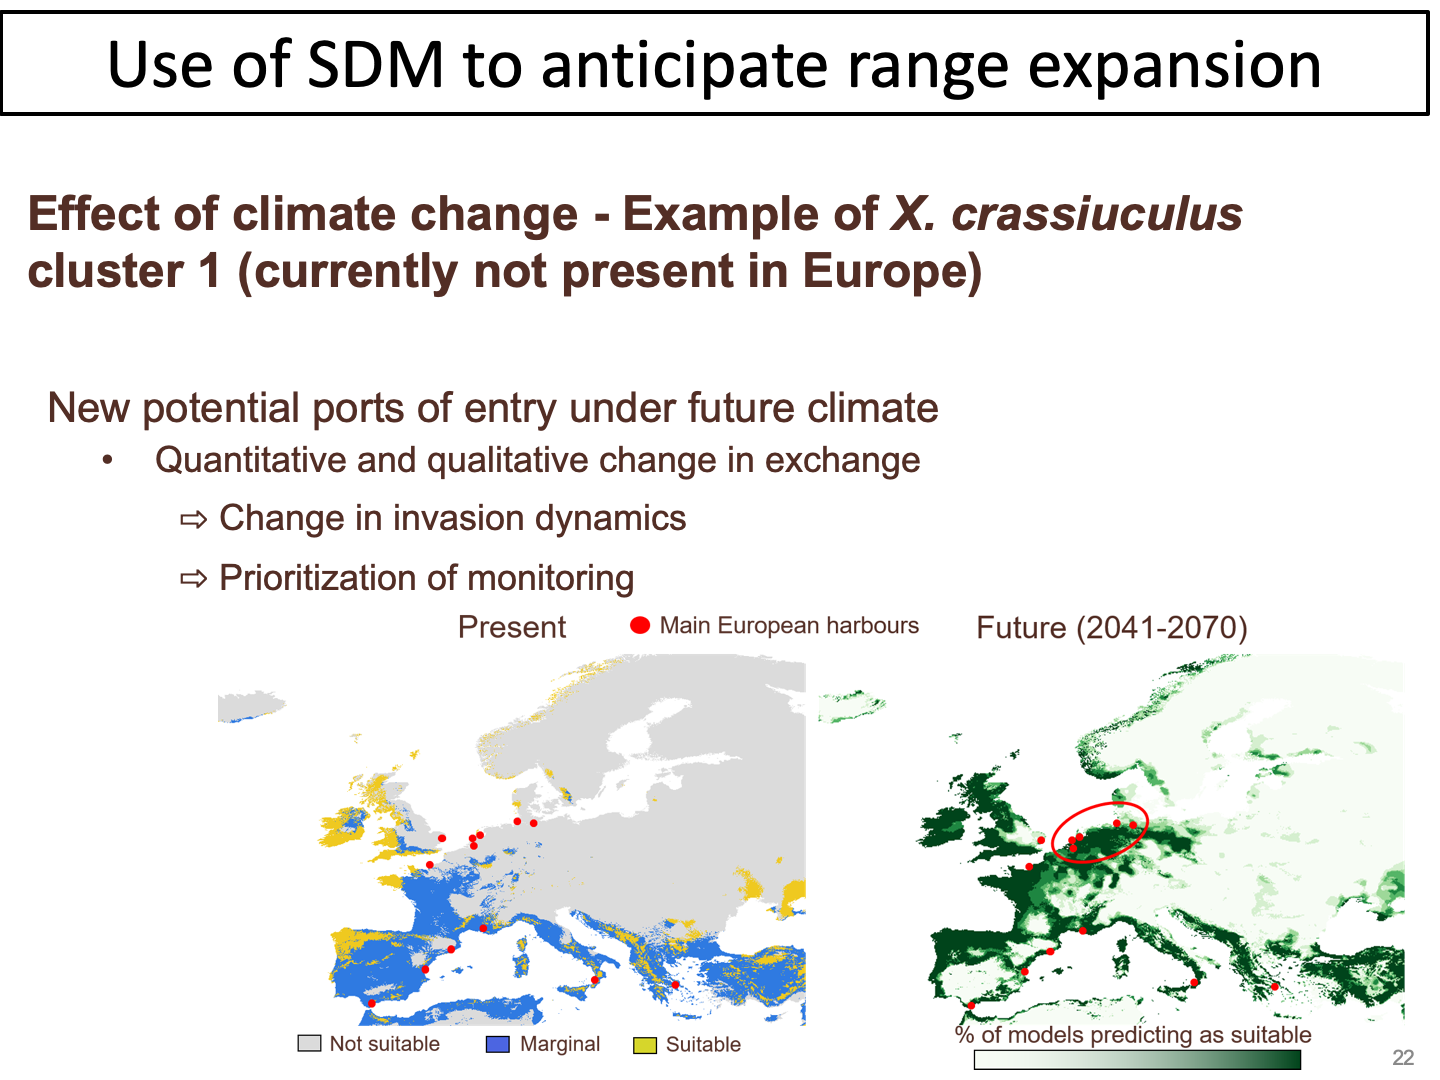 Use of SDM to anticipate range expansion
Effect of climate change - Example of X. crassiuculus
cluster 1 (currently not present in Europe)
New potential ports of entry under future climate
• Quantitative and qualitative change in exchange
⇨ Change in invasion dynamics
⇨ Prioritization of monitoring
Present
Main European harbours
Future (2041-2070)
Not suitable
Marginal
Suitable
% of models predicting as suitable
22